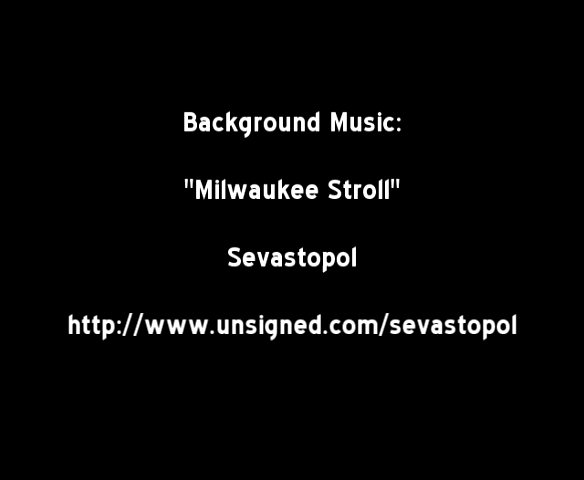 Background Music:
"Milwaukee Stroll"
Sevastopol
http://www.unsigned.com/sevastopol